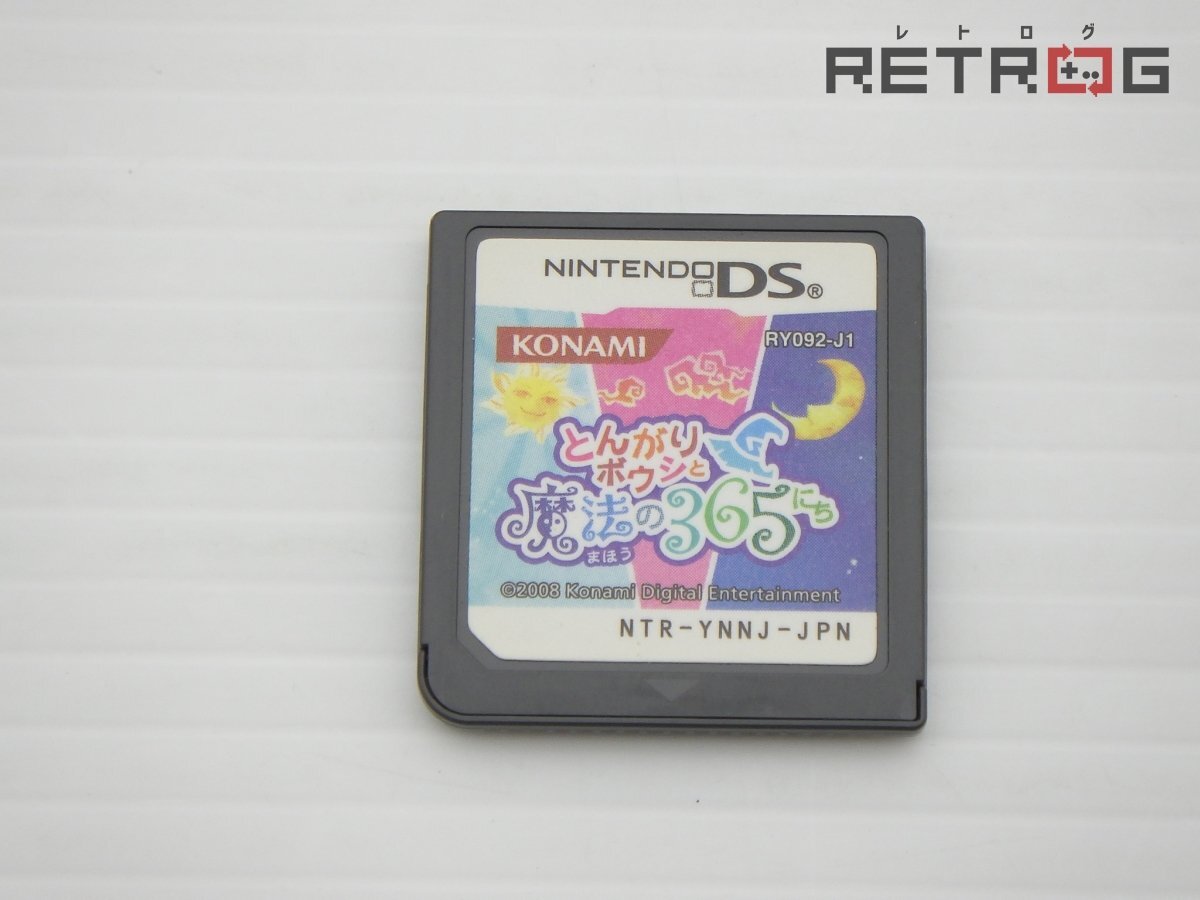 レトログ
RETROG
NINTENDO DS®
KONAMI
RY092-J1
とんがり
ボウシと
魔法の365にち
まほう
©2008 Konami Digital Entertainment
NTR-YNNJ-JPN